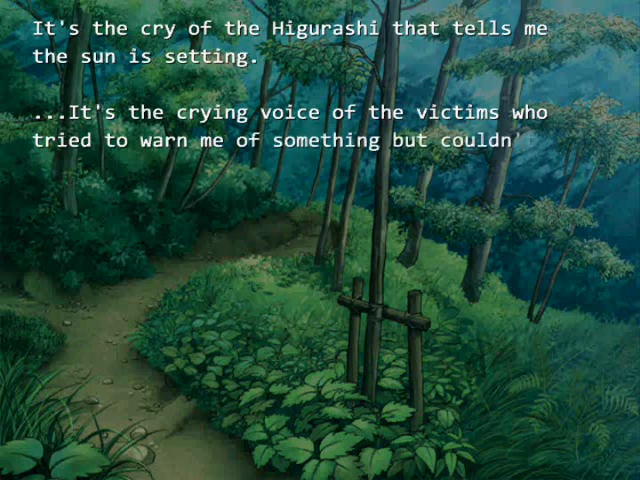 It's the cry of the Higurashi that tells me
the sun is setting.
...It's the crying voice of the victims who
tried to warn me of something but couldn'